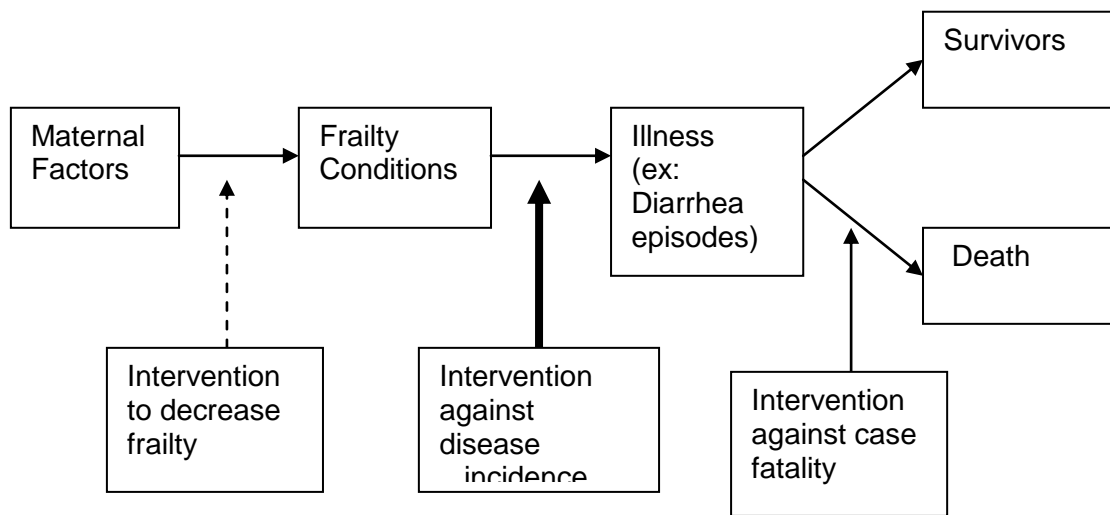 Survivors
Maternal
Factors
Frailty
Conditions
Illness
(ex:
Diarrhea
episodes)
Death
Intervention
to decrease
frailty
Intervention
against
disease
incidence
Intervention
against case
fatality